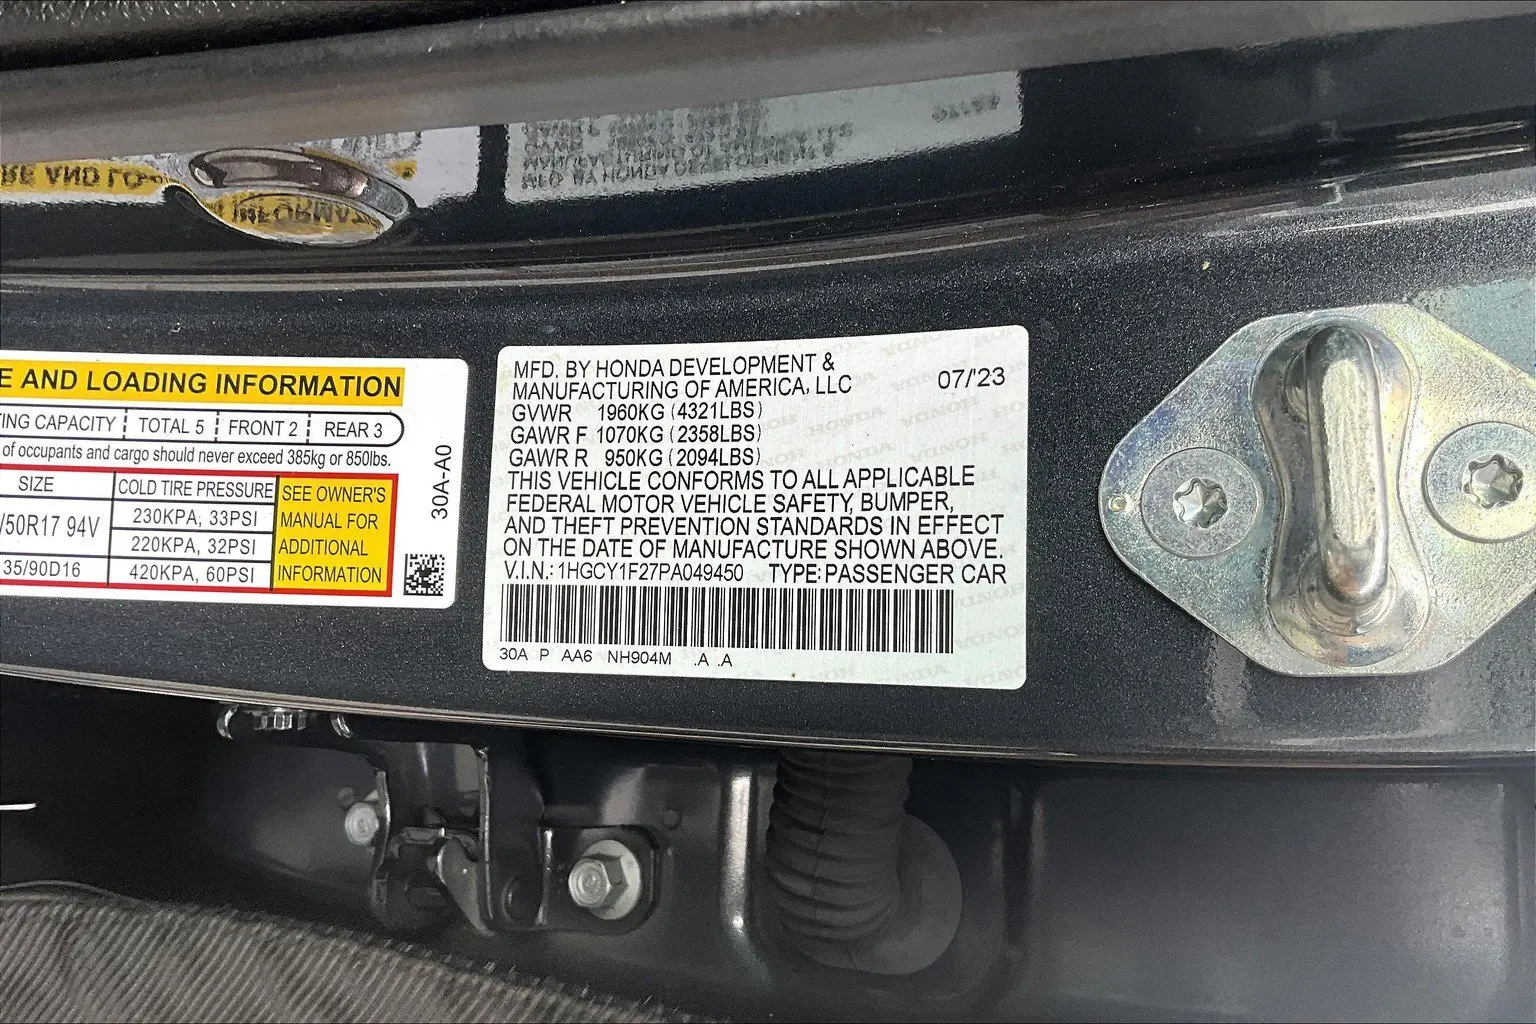 E AND LOADING INFORMATION
TING CAPACITY TOTAL 5 FRONT 2 REAR 3
of occupants and cargo should never exceed 385kg or 850lbs.
SIZE COLD TIRE PRESSURE SEE OWNER'S MANUAL FOR ADDITIONAL INFORMATION
/50R17 94V 230KPA, 33PSI
220KPA, 32PSI
35/90D16 420KPA, 60PSI
30A-A0
MFD. BY HONDA DEVELOPMENT &
MANUFACTURING OF AMERICA, LLC 07/'23
GVWR 1960KG (4321LBS)
GAWR F 1070KG (2358LBS)
GAWR R 950KG (2094LBS)
THIS VEHICLE CONFORMS TO ALL APPLICABLE
FEDERAL MOTOR VEHICLE SAFETY, BUMPER,
AND THEFT PREVENTION STANDARDS IN EFFECT
ON THE DATE OF MANUFACTURE SHOWN ABOVE.
V.I.N.: 1HGCY1F27PA049450 TYPE: PASSENGER CAR
30A P AA6 NH904M .A .A